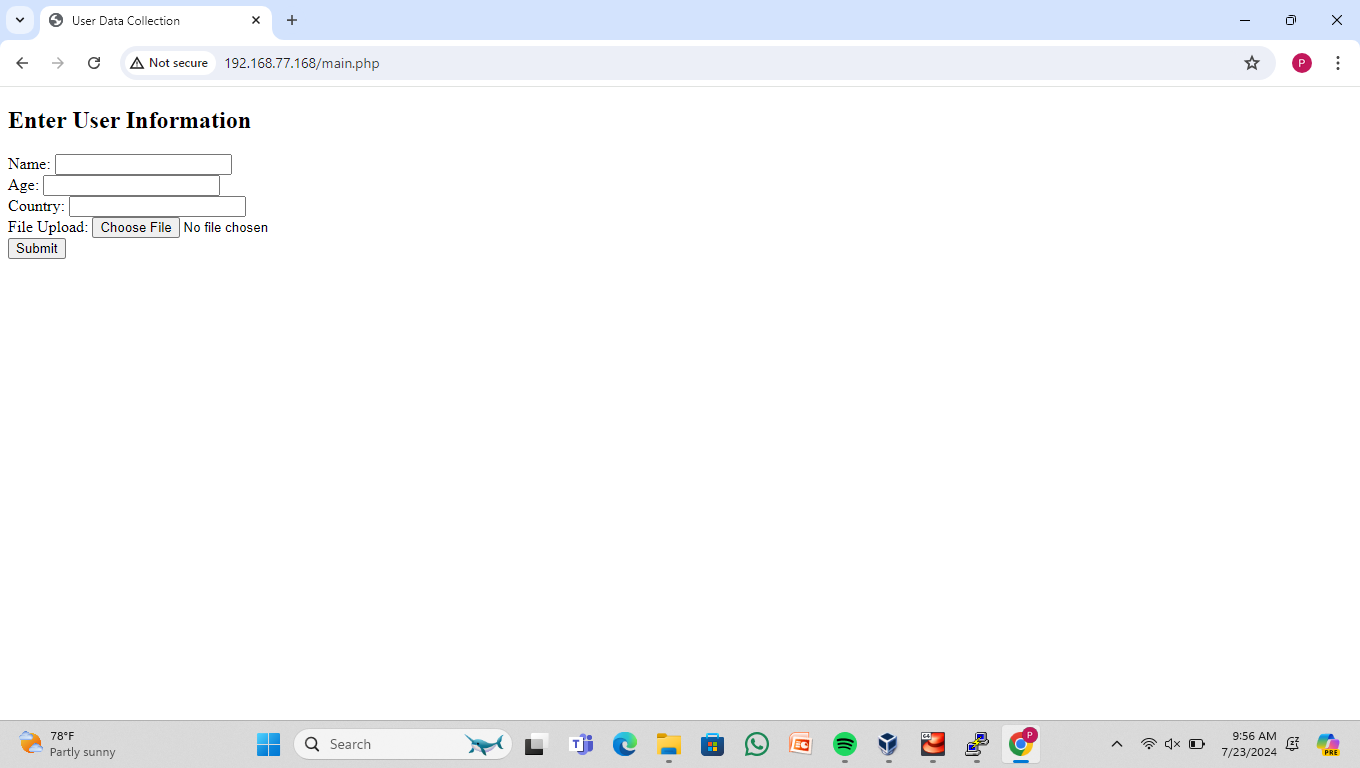 User Data Collection
Not secure 192.168.77.168/main.php
P
Enter User Information
Name:
Age:
Country:
File Upload: Choose File No file chosen
Submit
78°F
Partly sunny
Search
P
9:56 AM
7/23/2024
PRE